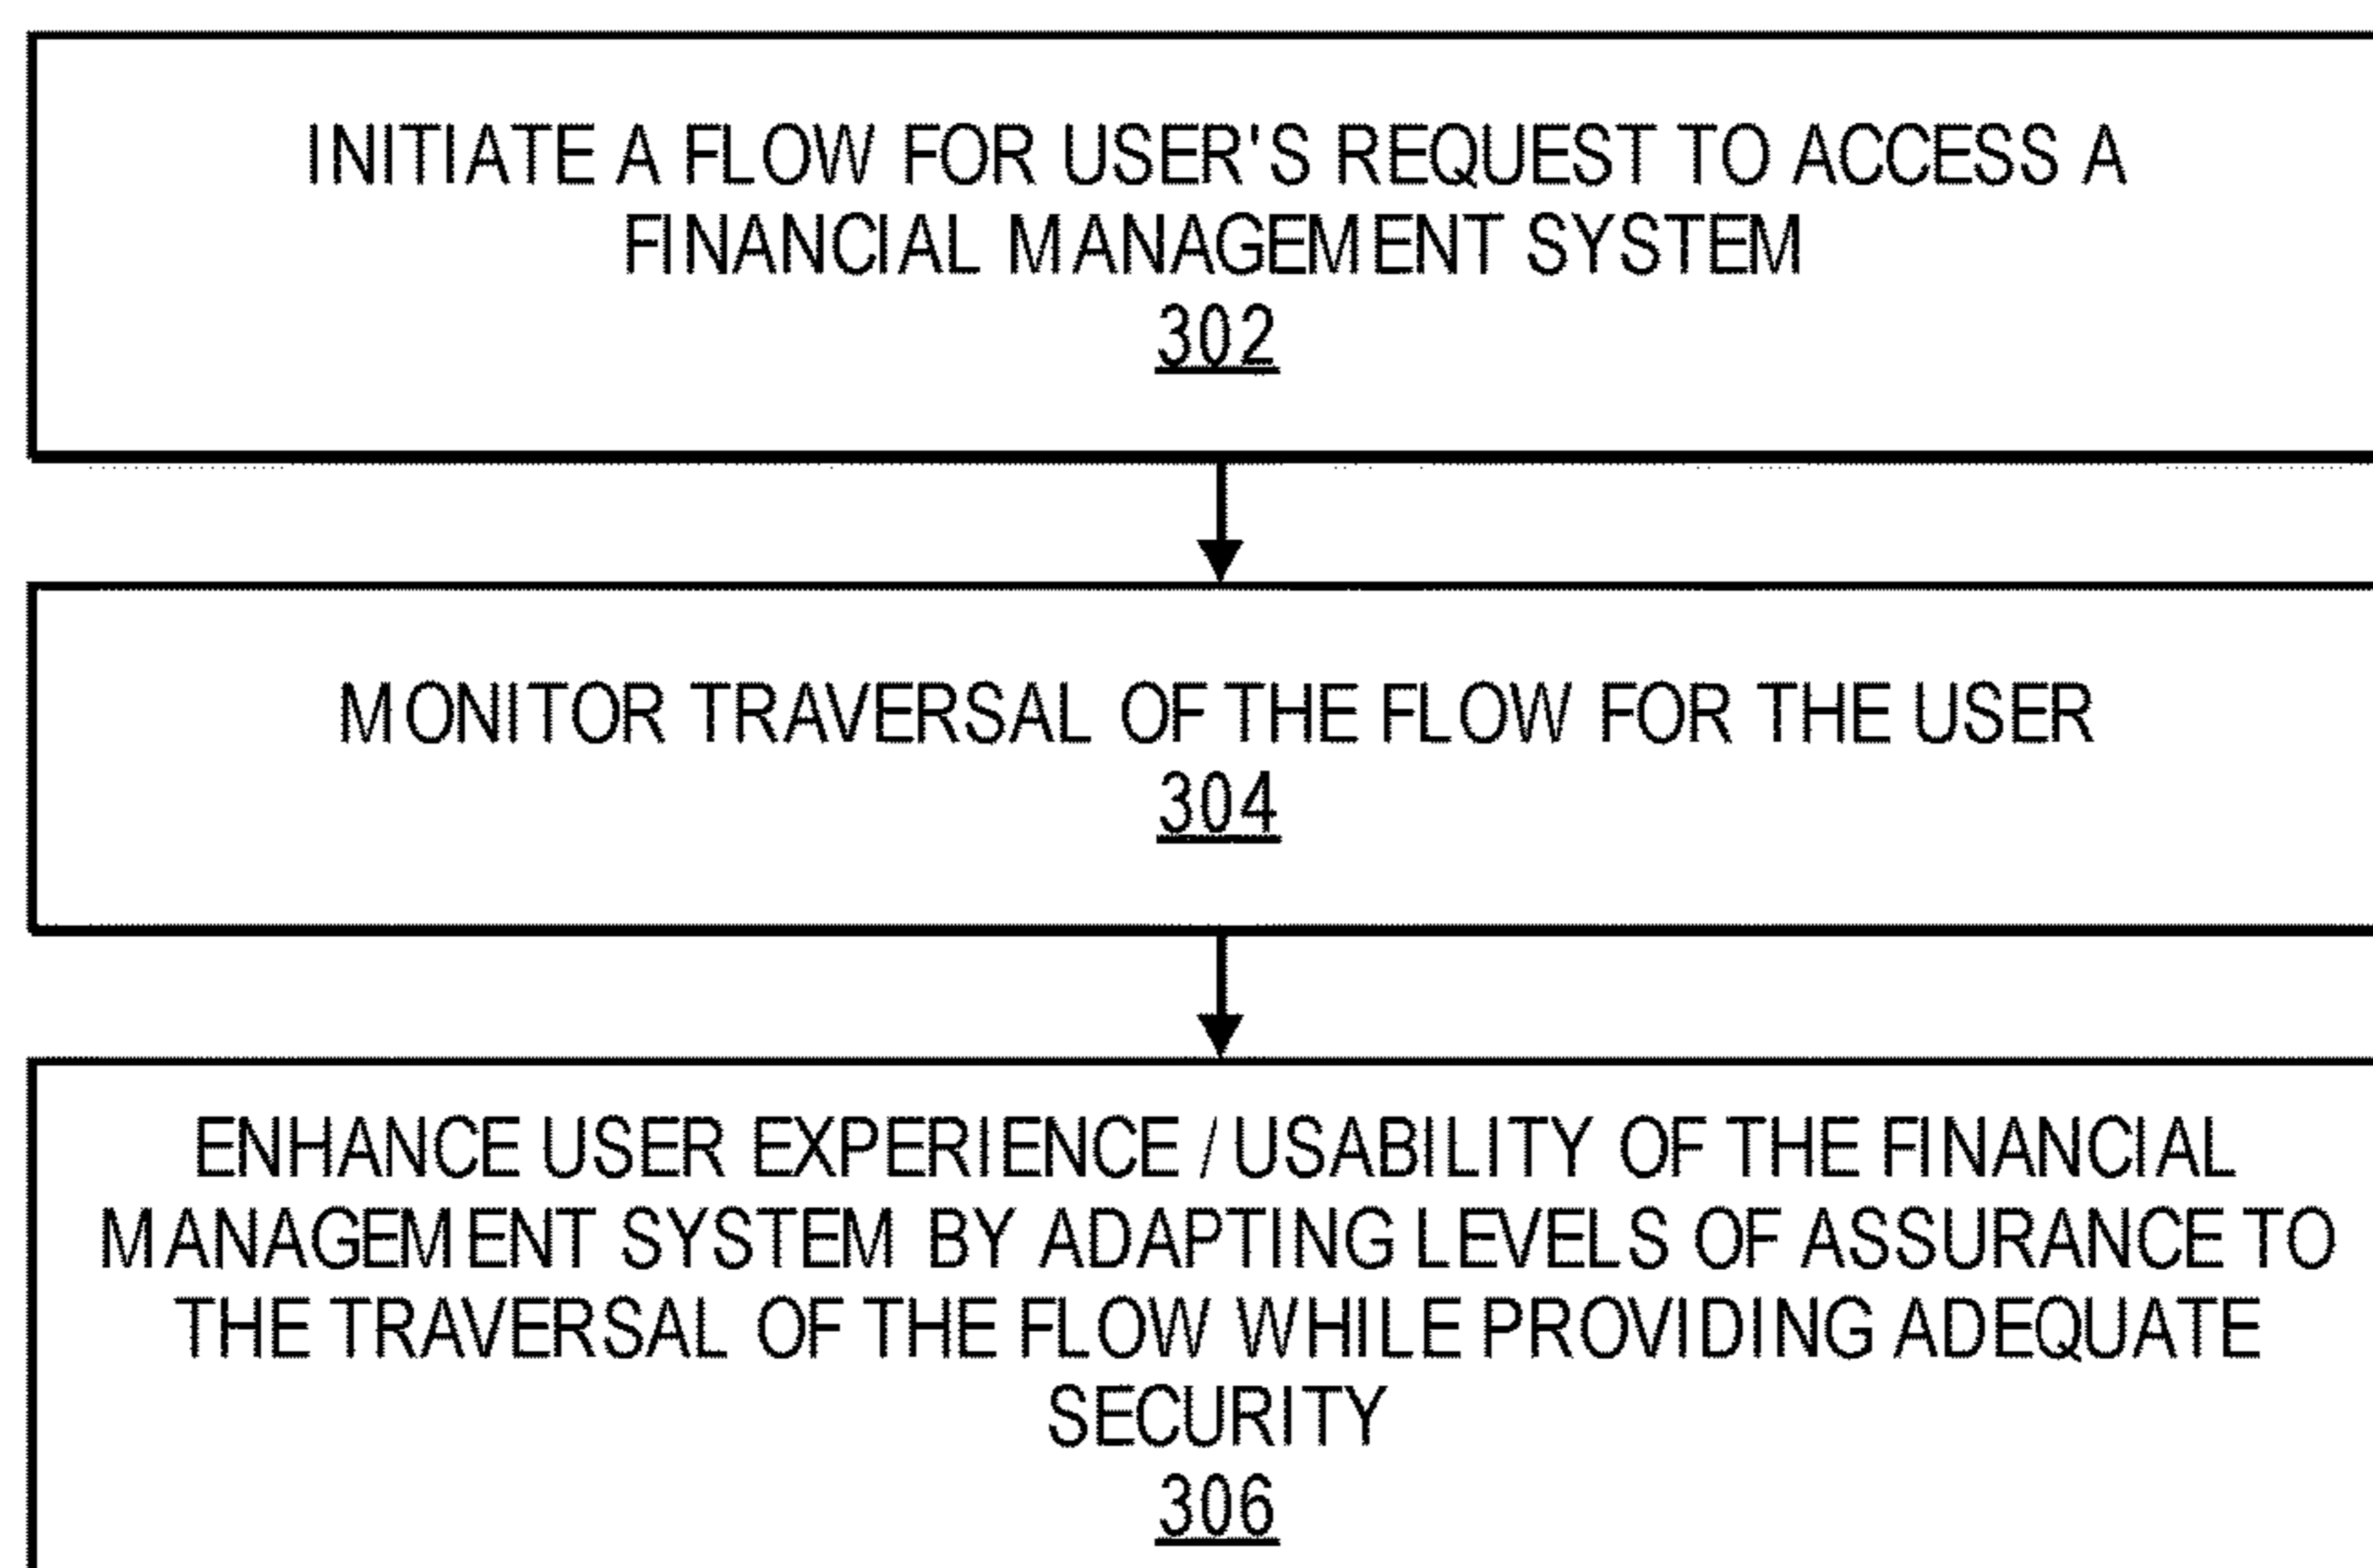 INITIATE A FLOW FOR USER'S REQUEST TO ACCESS A
FINANCIAL MANAGEMENT SYSTEM
302
MONITOR TRAVERSAL OF THE FLOW FOR THE USER
304
ENHANCE USER EXPERIENCE / USABILITY OF THE FINANCIAL
MANAGEMENT SYSTEM BY ADAPTING LEVELS OF ASSURANCE TO
THE TRAVERSAL OF THE FLOW WHILE PROVIDING ADEQUATE
SECURITY
306